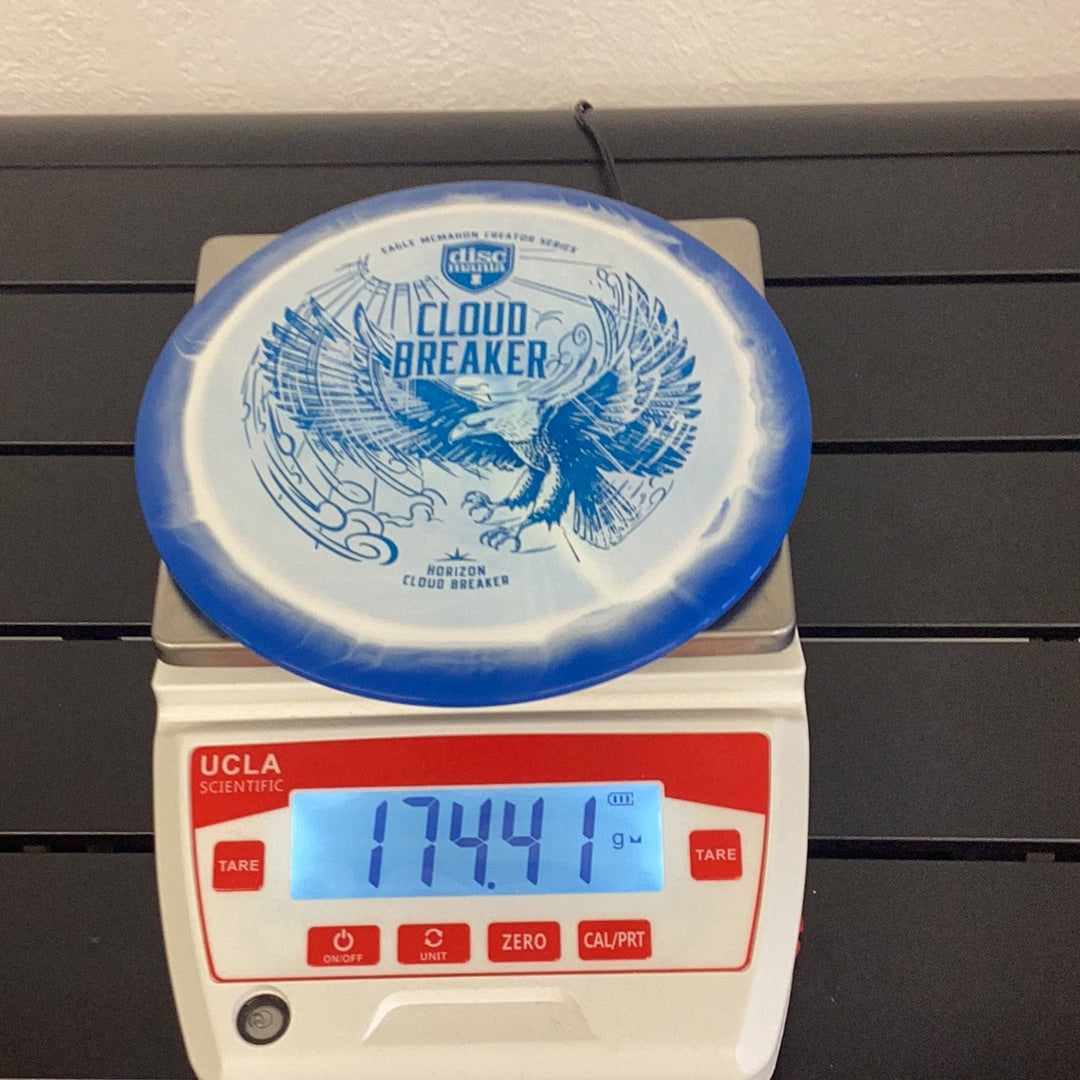 EAGLE MCMAHON CREATOR SERIES
disc
mania
CLOUD
BREAKER
HORIZON
CLOUD BREAKER
UCLA
SCIENTIFIC
174.41
g
TARE
TARE
ON/OFF
UNIT
ZERO
CAL/PRT